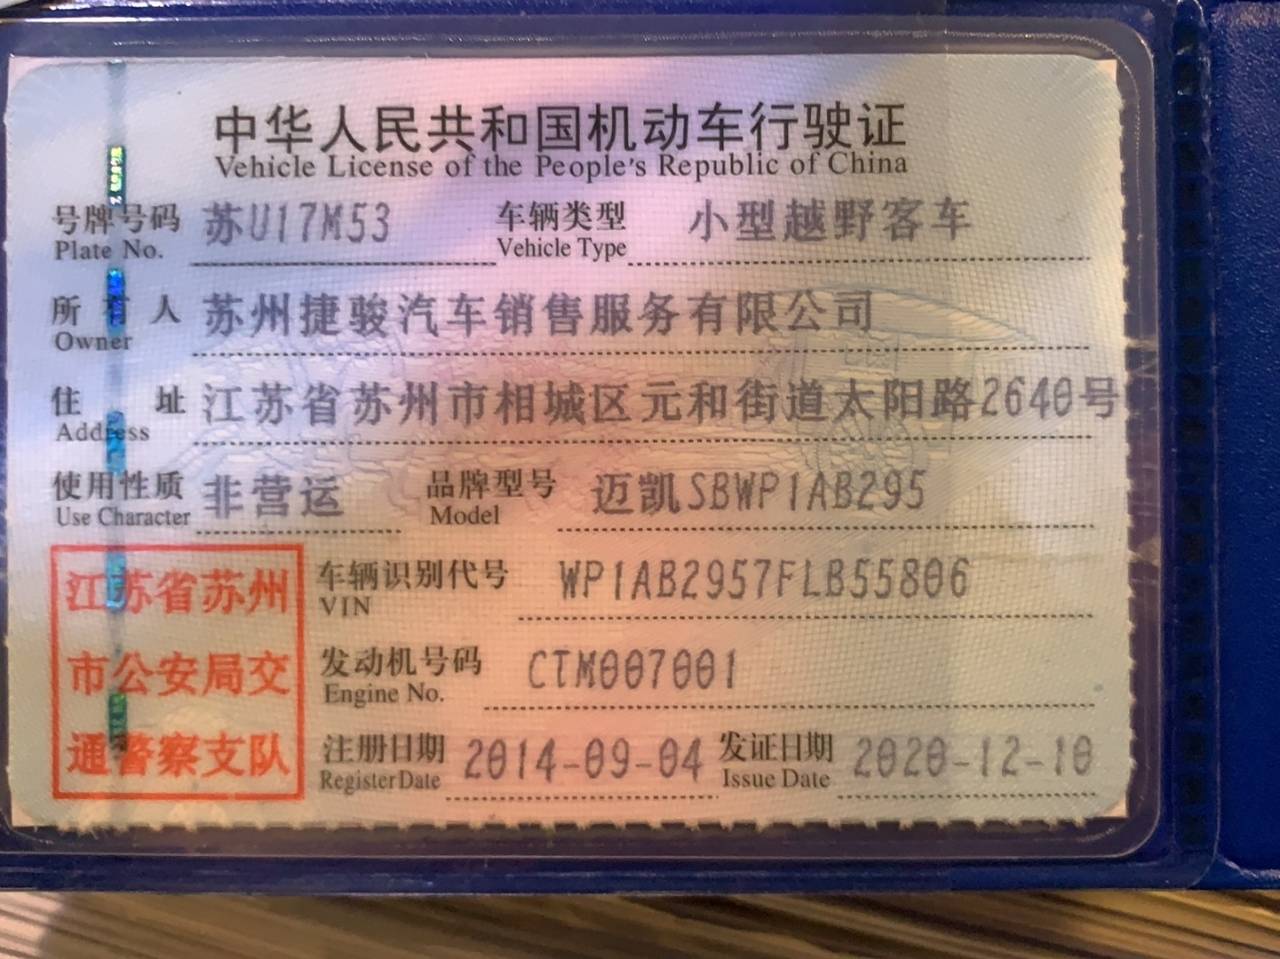 中华人民共和国机动车行驶证
Vehicle License of the People's Republic of China
号牌号码 苏U17M53 车辆类型 小型越野客车
Plate No. Vehicle Type
所有人 苏州捷骏汽车销售服务有限公司
Owner
住址 江苏省苏州市相城区元和街道太阳路2640号
Address
使用性质 非营运 品牌型号 迈凯SBWP1AB295
Use Character Model
江苏省苏州
市公安局交
通警察支队
车辆识别代号 WP1AB2957FLB55806
VIN
发动机号码 CTM007001
Engine No.
注册日期 2014-09-04 发证日期 2020-12-10
Register Date Issue Date